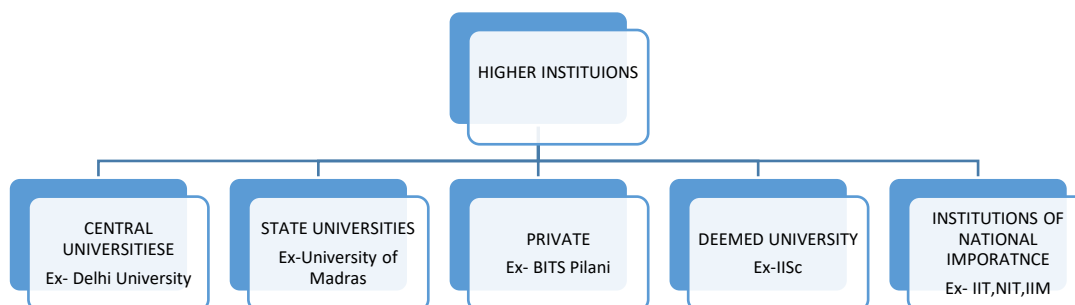 HIGHER INSTITUIONS
CENTRAL
UNIVERSITIESE
Ex- Delhi University
STATE UNIVERSITIES
Ex-University of
Madras
PRIVATE
Ex- BITS Pilani
DEEMED UNIVERSITY
Ex-IISc
INSTITUTIONS OF
NATIONAL
IMPORATNCE
Ex- IIT,NIT,IIM